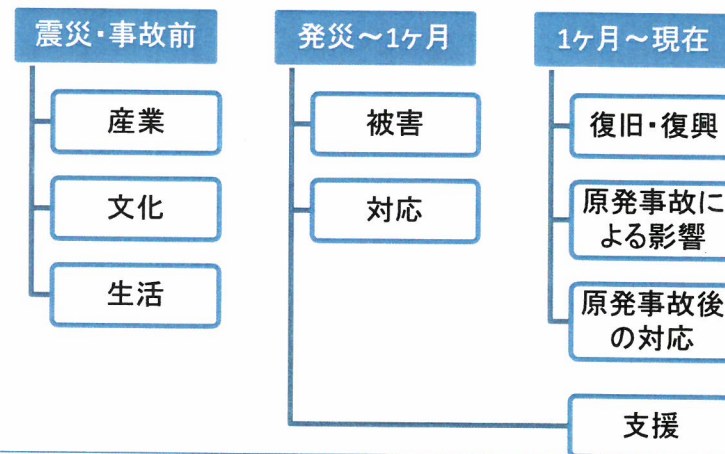 震災・事故前
産業
文化
生活
発災～1ヶ月
被害
対応
1ヶ月～現在
復旧・復興
原発事故に
よる影響
原発事故後
の対応
支援